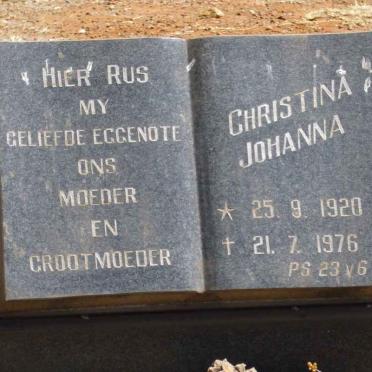 HIER RUS
MY
GELIEFDE EGGENOTE
ONS
MOEDER
EN
GROOTMOEDER
CHRISTINA
JOHANNA
* 25. 9. 1920
† 21. 7. 1976
PS 23 v 6